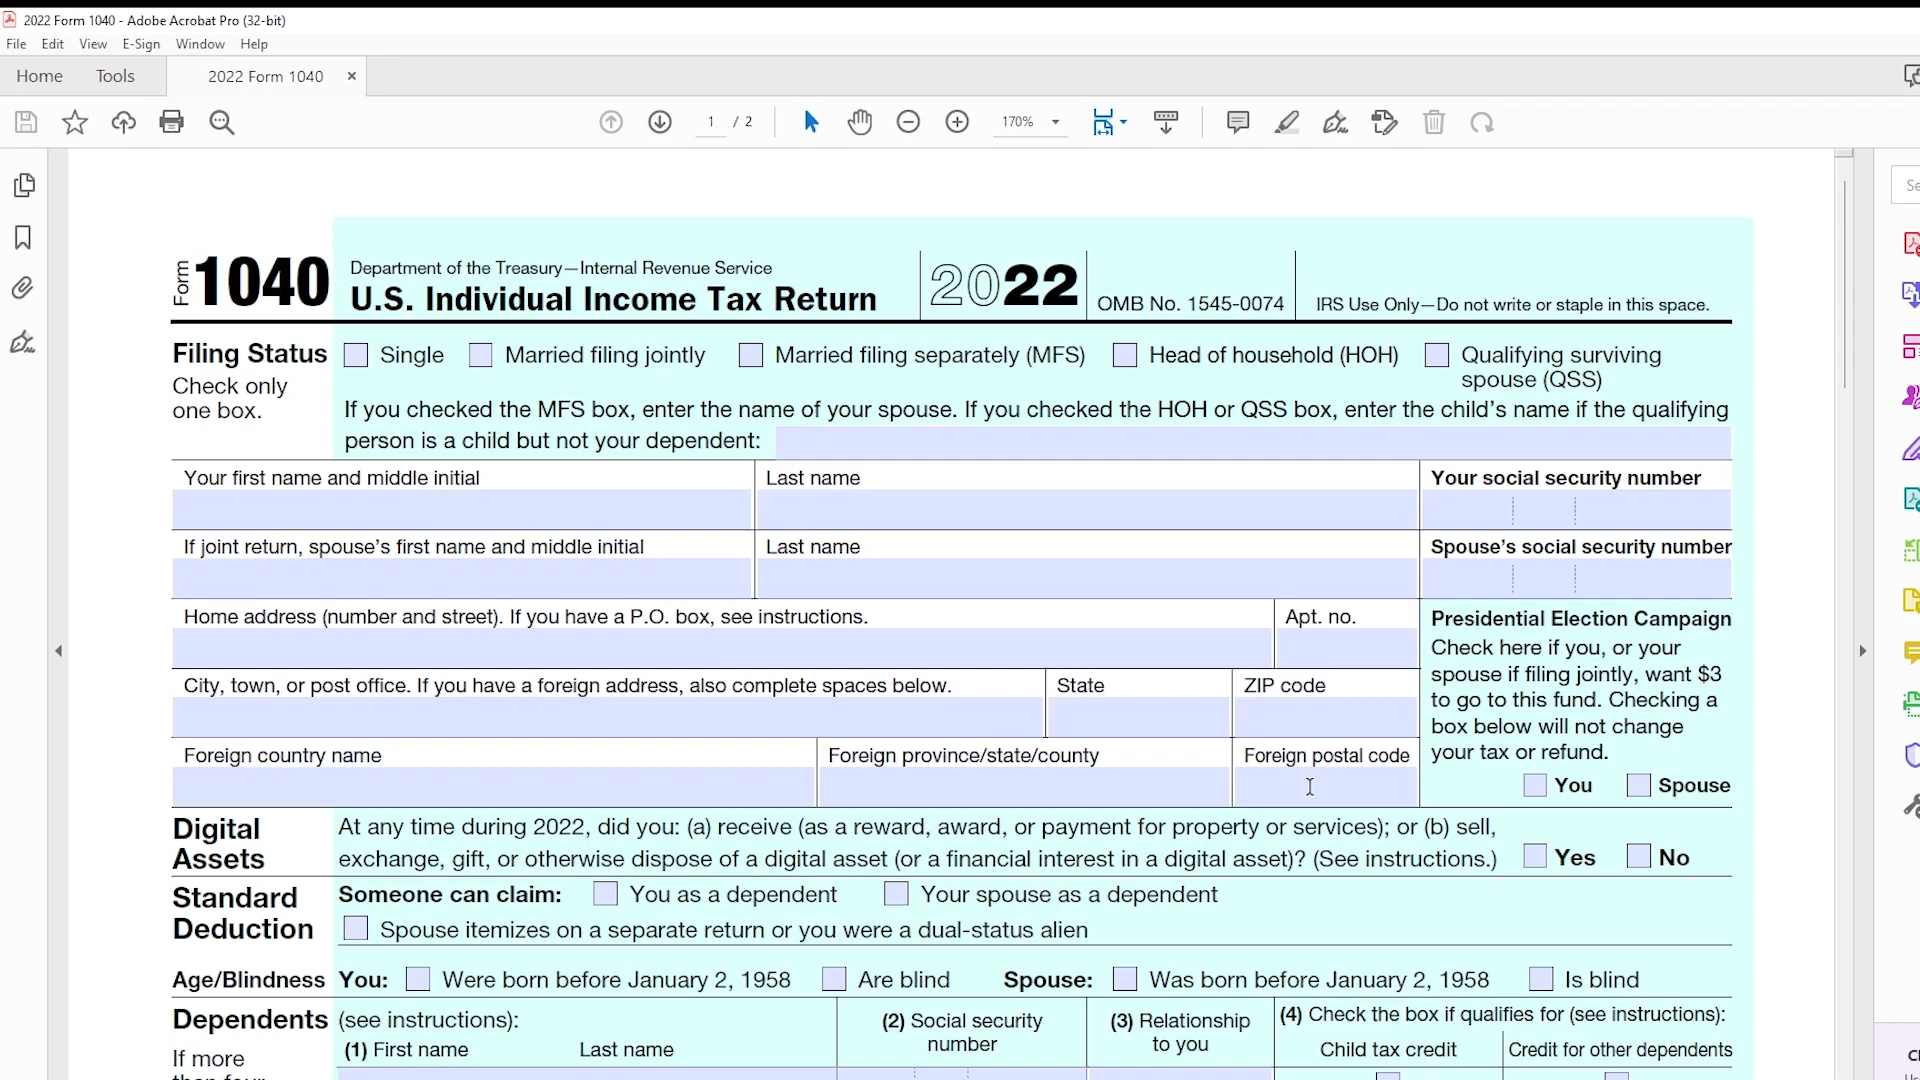 2022 Form 1040 - Adobe Acrobat Pro (32-bit)
File Edit View E-Sign Window Help
Home Tools 2022 Form 1040 ×
1 / 2 170%
Form 1040 Department of the Treasury—Internal Revenue Service
U.S. Individual Income Tax Return 2022 OMB No. 1545-0074 IRS Use Only—Do not write or staple in this space.
Filing Status
Check only
one box.
Single Married filing jointly Married filing separately (MFS) Head of household (HOH) Qualifying surviving
spouse (QSS)
If you checked the MFS box, enter the name of your spouse. If you checked the HOH or QSS box, enter the child's name if the qualifying
person is a child but not your dependent:
Your first name and middle initial Last name Your social security number
If joint return, spouse's first name and middle initial Last name Spouse's social security number
Home address (number and street). If you have a P.O. box, see instructions. Apt. no.
City, town, or post office. If you have a foreign address, also complete spaces below. State ZIP code
Foreign country name Foreign province/state/county Foreign postal code
Presidential Election Campaign
Check here if you, or your
spouse if filing jointly, want $3
to go to this fund. Checking a
box below will not change
your tax or refund.
You Spouse
Digital
Assets
At any time during 2022, did you: (a) receive (as a reward, award, or payment for property or services); or (b) sell,
exchange, gift, or otherwise dispose of a digital asset (or a financial interest in a digital asset)? (See instructions.) Yes No
Standard
Deduction
Someone can claim: You as a dependent Your spouse as a dependent
Spouse itemizes on a separate return or you were a dual-status alien
Age/Blindness You: Were born before January 2, 1958 Are blind Spouse: Was born before January 2, 1958 Is blind
Dependents (see instructions):
(1) First name Last name
(2) Social security
number
(3) Relationship
to you
(4) Check the box if qualifies for (see instructions):
Child tax credit Credit for other dependents
If more